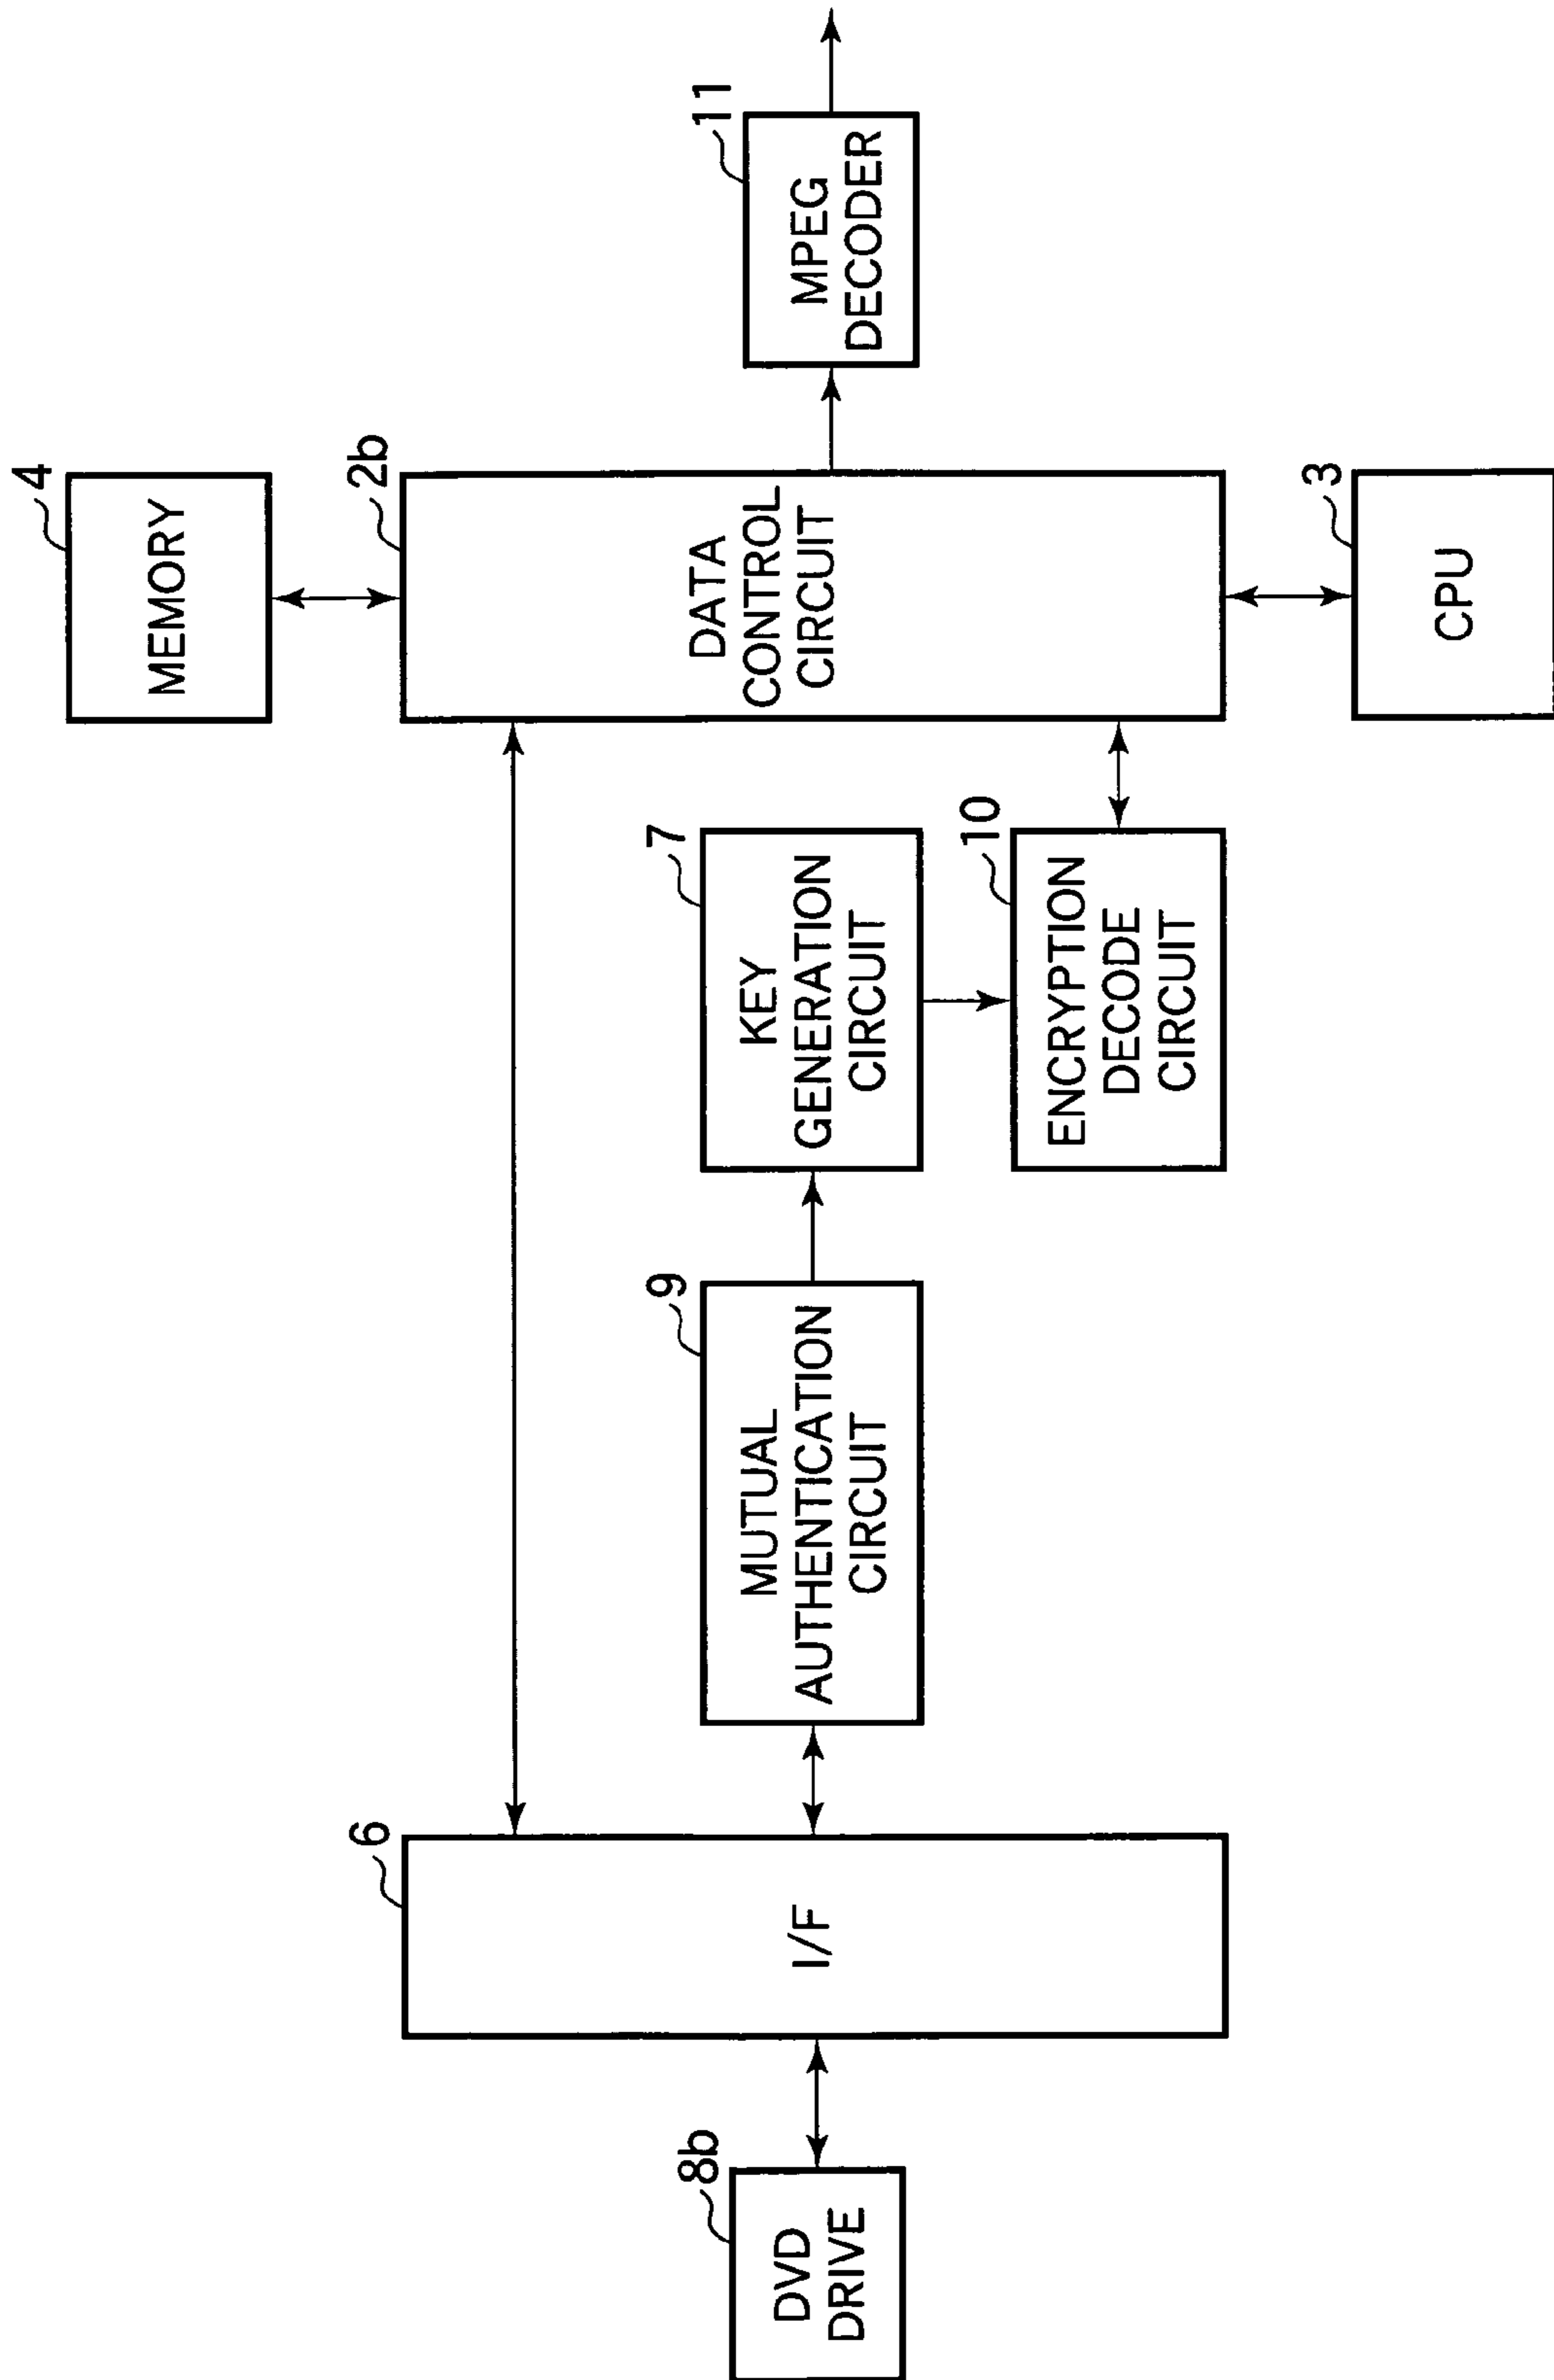 4
MEMORY
6
2b
I/F
DATA
CONTROL
CIRCUIT
8b
DVD
DRIVE
9
MUTUAL
AUTHENTICATION
CIRCUIT
7
KEY
GENERATION
CIRCUIT
11
MPEG
DECODER
10
ENCRYPTION
DECODE
CIRCUIT
3
CPU